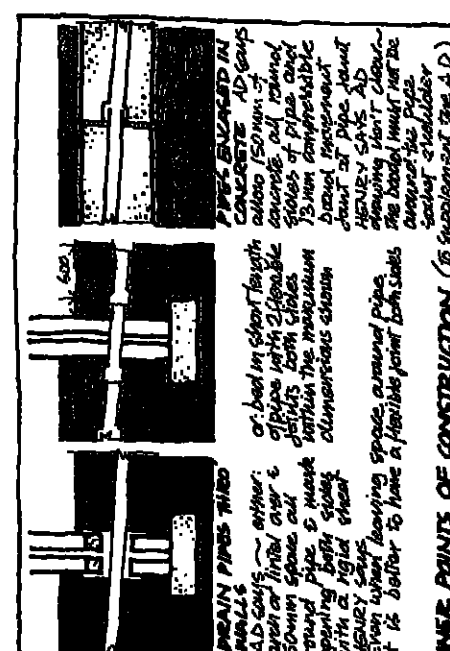 DRAIN PIPES THRO'
WALLS
AD says ~ either:
arch or lintel over &
50mm space all
round pipe & mask
opening both sides
with a rigid sheet
HENRY says
Even when leaving space around pipe
it is better to have a flexible joint both sides
600
or: bed in short length
of pipe with 2 flexible
joints both sides
within the maximum
dimensions shown
PIPES ENCASED IN
CONCRETE AD says
allow 150mm of
concrete all round
sides of pipe and
13mm compressible
board movement
joint at pipe joint
HENRY SAYS AD
drawing don't show
the board must not be
around the pipe
socket shoulder
POINTS OF CONSTRUCTION (to supplement the AD)